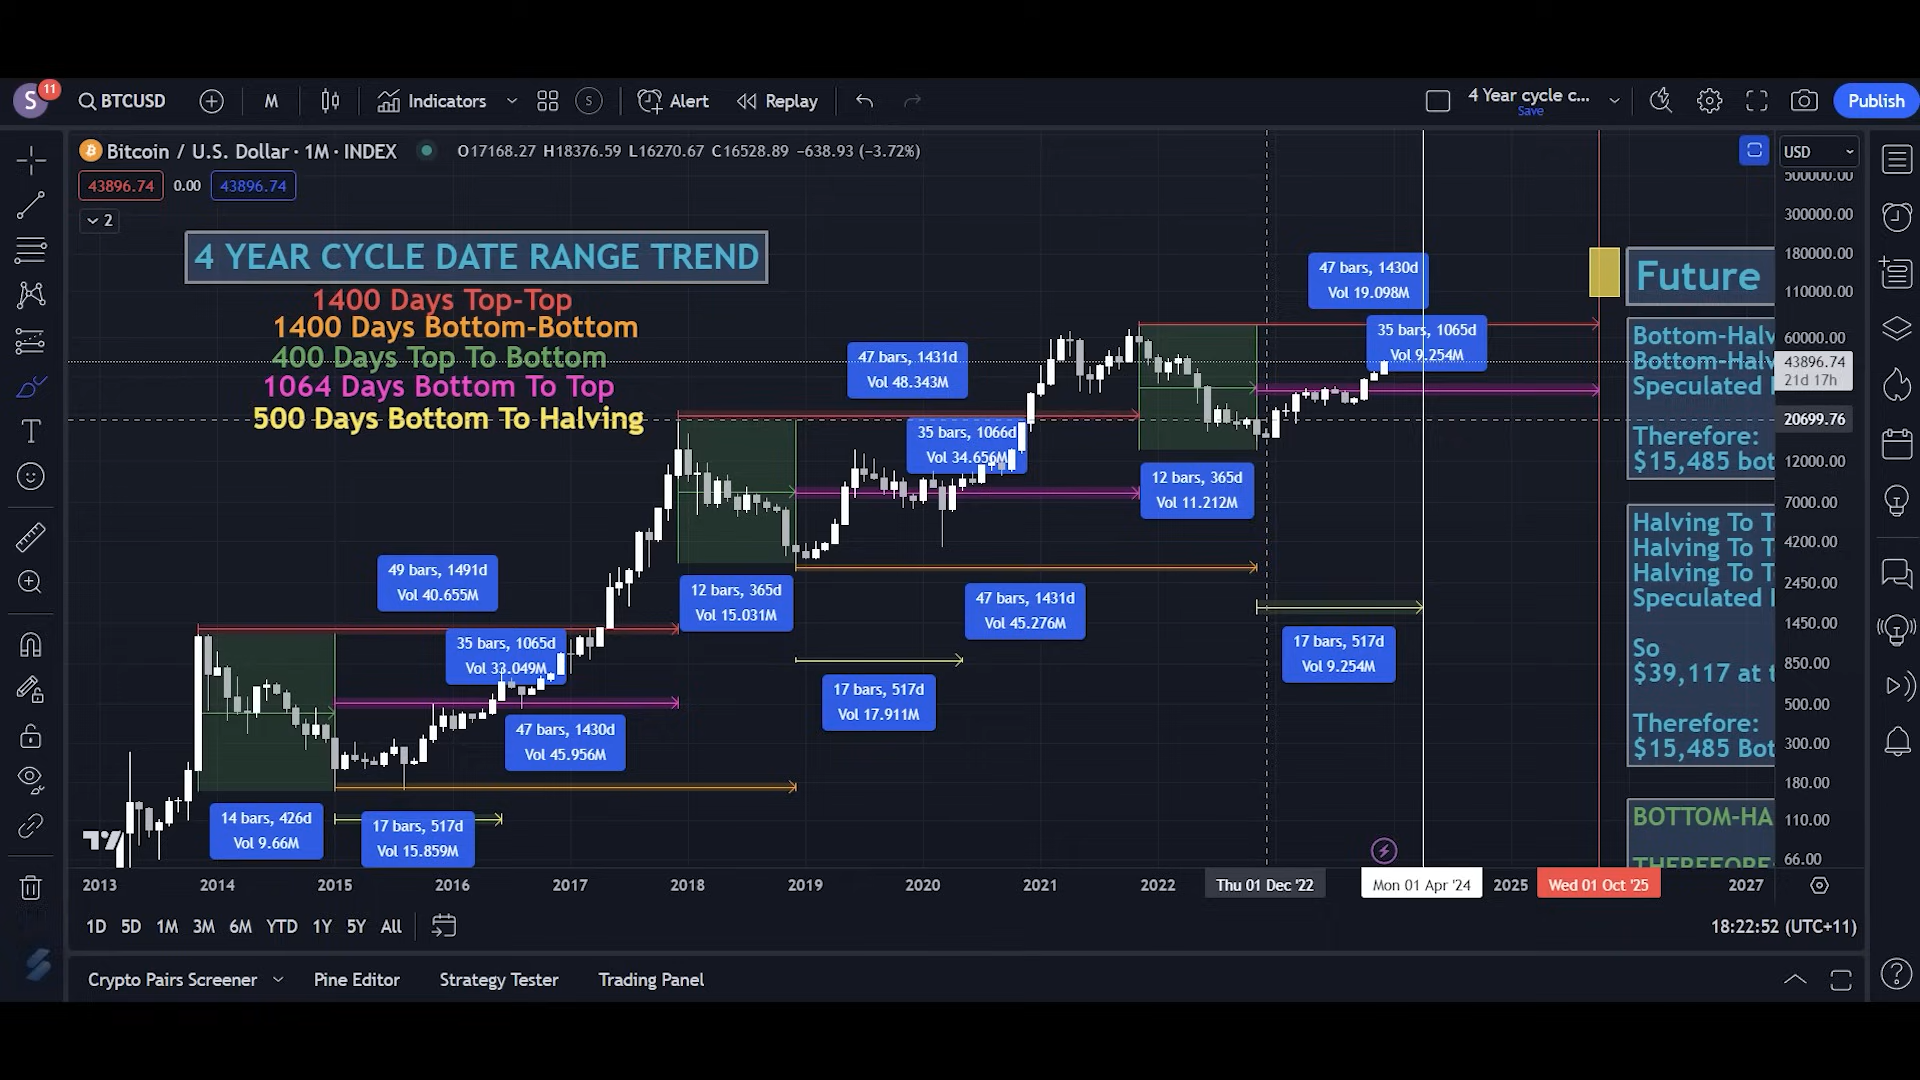 S
11
BTCUSD
M
Indicators
S
Alert
Replay
4 Year cycle c...
Save
Publish
Bitcoin / U.S. Dollar · 1M · INDEX
O17168.27 H18376.59 L16270.67 C16528.89 −638.93 (−3.72%)
43896.74 0.00 43896.74
2
4 YEAR CYCLE DATE RANGE TREND
1400 Days Top-Top
1400 Days Bottom-Bottom
400 Days Top To Bottom
1064 Days Bottom To Top
500 Days Bottom To Halving
47 bars, 1430d
Vol 19.098M
35 bars, 1065d
Vol 9.254M
47 bars, 1431d
Vol 48.343M
35 bars, 1066d
Vol 34.656M
12 bars, 365d
Vol 11.212M
49 bars, 1491d
Vol 40.655M
12 bars, 365d
Vol 15.031M
47 bars, 1431d
Vol 45.276M
35 bars, 1065d
Vol 33.049M
17 bars, 517d
Vol 9.254M
17 bars, 517d
Vol 17.911M
47 bars, 1430d
Vol 45.956M
14 bars, 426d
Vol 9.66M
17 bars, 517d
Vol 15.859M
Future
Bottom-Halv
Bottom-Halv
Speculated
Therefore:
$15,485 bot
Halving To T
Halving To T
Halving To T
Speculated
So
$39,117 at t
Therefore:
$15,485 Bot
BOTTOM-HA
THEREFORE
USD
500000.00
300000.00
180000.00
110000.00
60000.00
43896.74
21d 17h
20699.76
12000.00
7000.00
4200.00
2450.00
1450.00
850.00
500.00
300.00
180.00
110.00
66.00
2013 2014 2015 2016 2017 2018 2019 2020 2021 2022 Thu 01 Dec '22 Mon 01 Apr '24 2025 Wed 01 Oct '25 2027
1D 5D 1M 3M 6M YTD 1Y 5Y All
18:22:52 (UTC+11)
Crypto Pairs Screener Pine Editor Strategy Tester Trading Panel